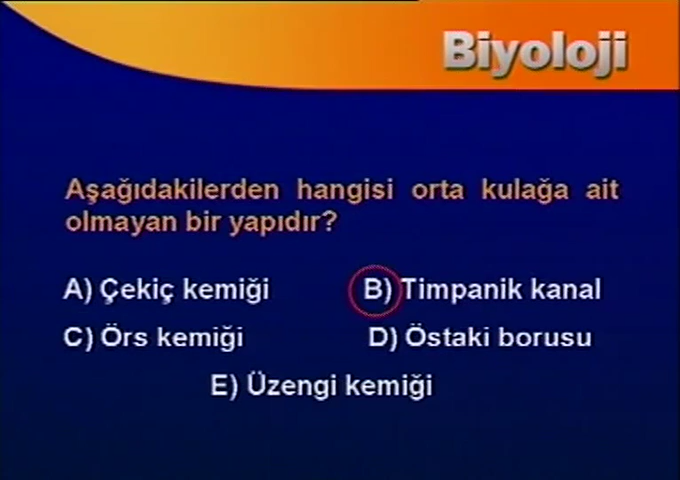 Biyoloji
Aşağıdakilerden hangisi orta kulağa ait
olmayan bir yapıdır?
A) Çekiç kemiği B) Timpanik kanal
C) Örs kemiği D) Östaki borusu
E) Üzengi kemiği